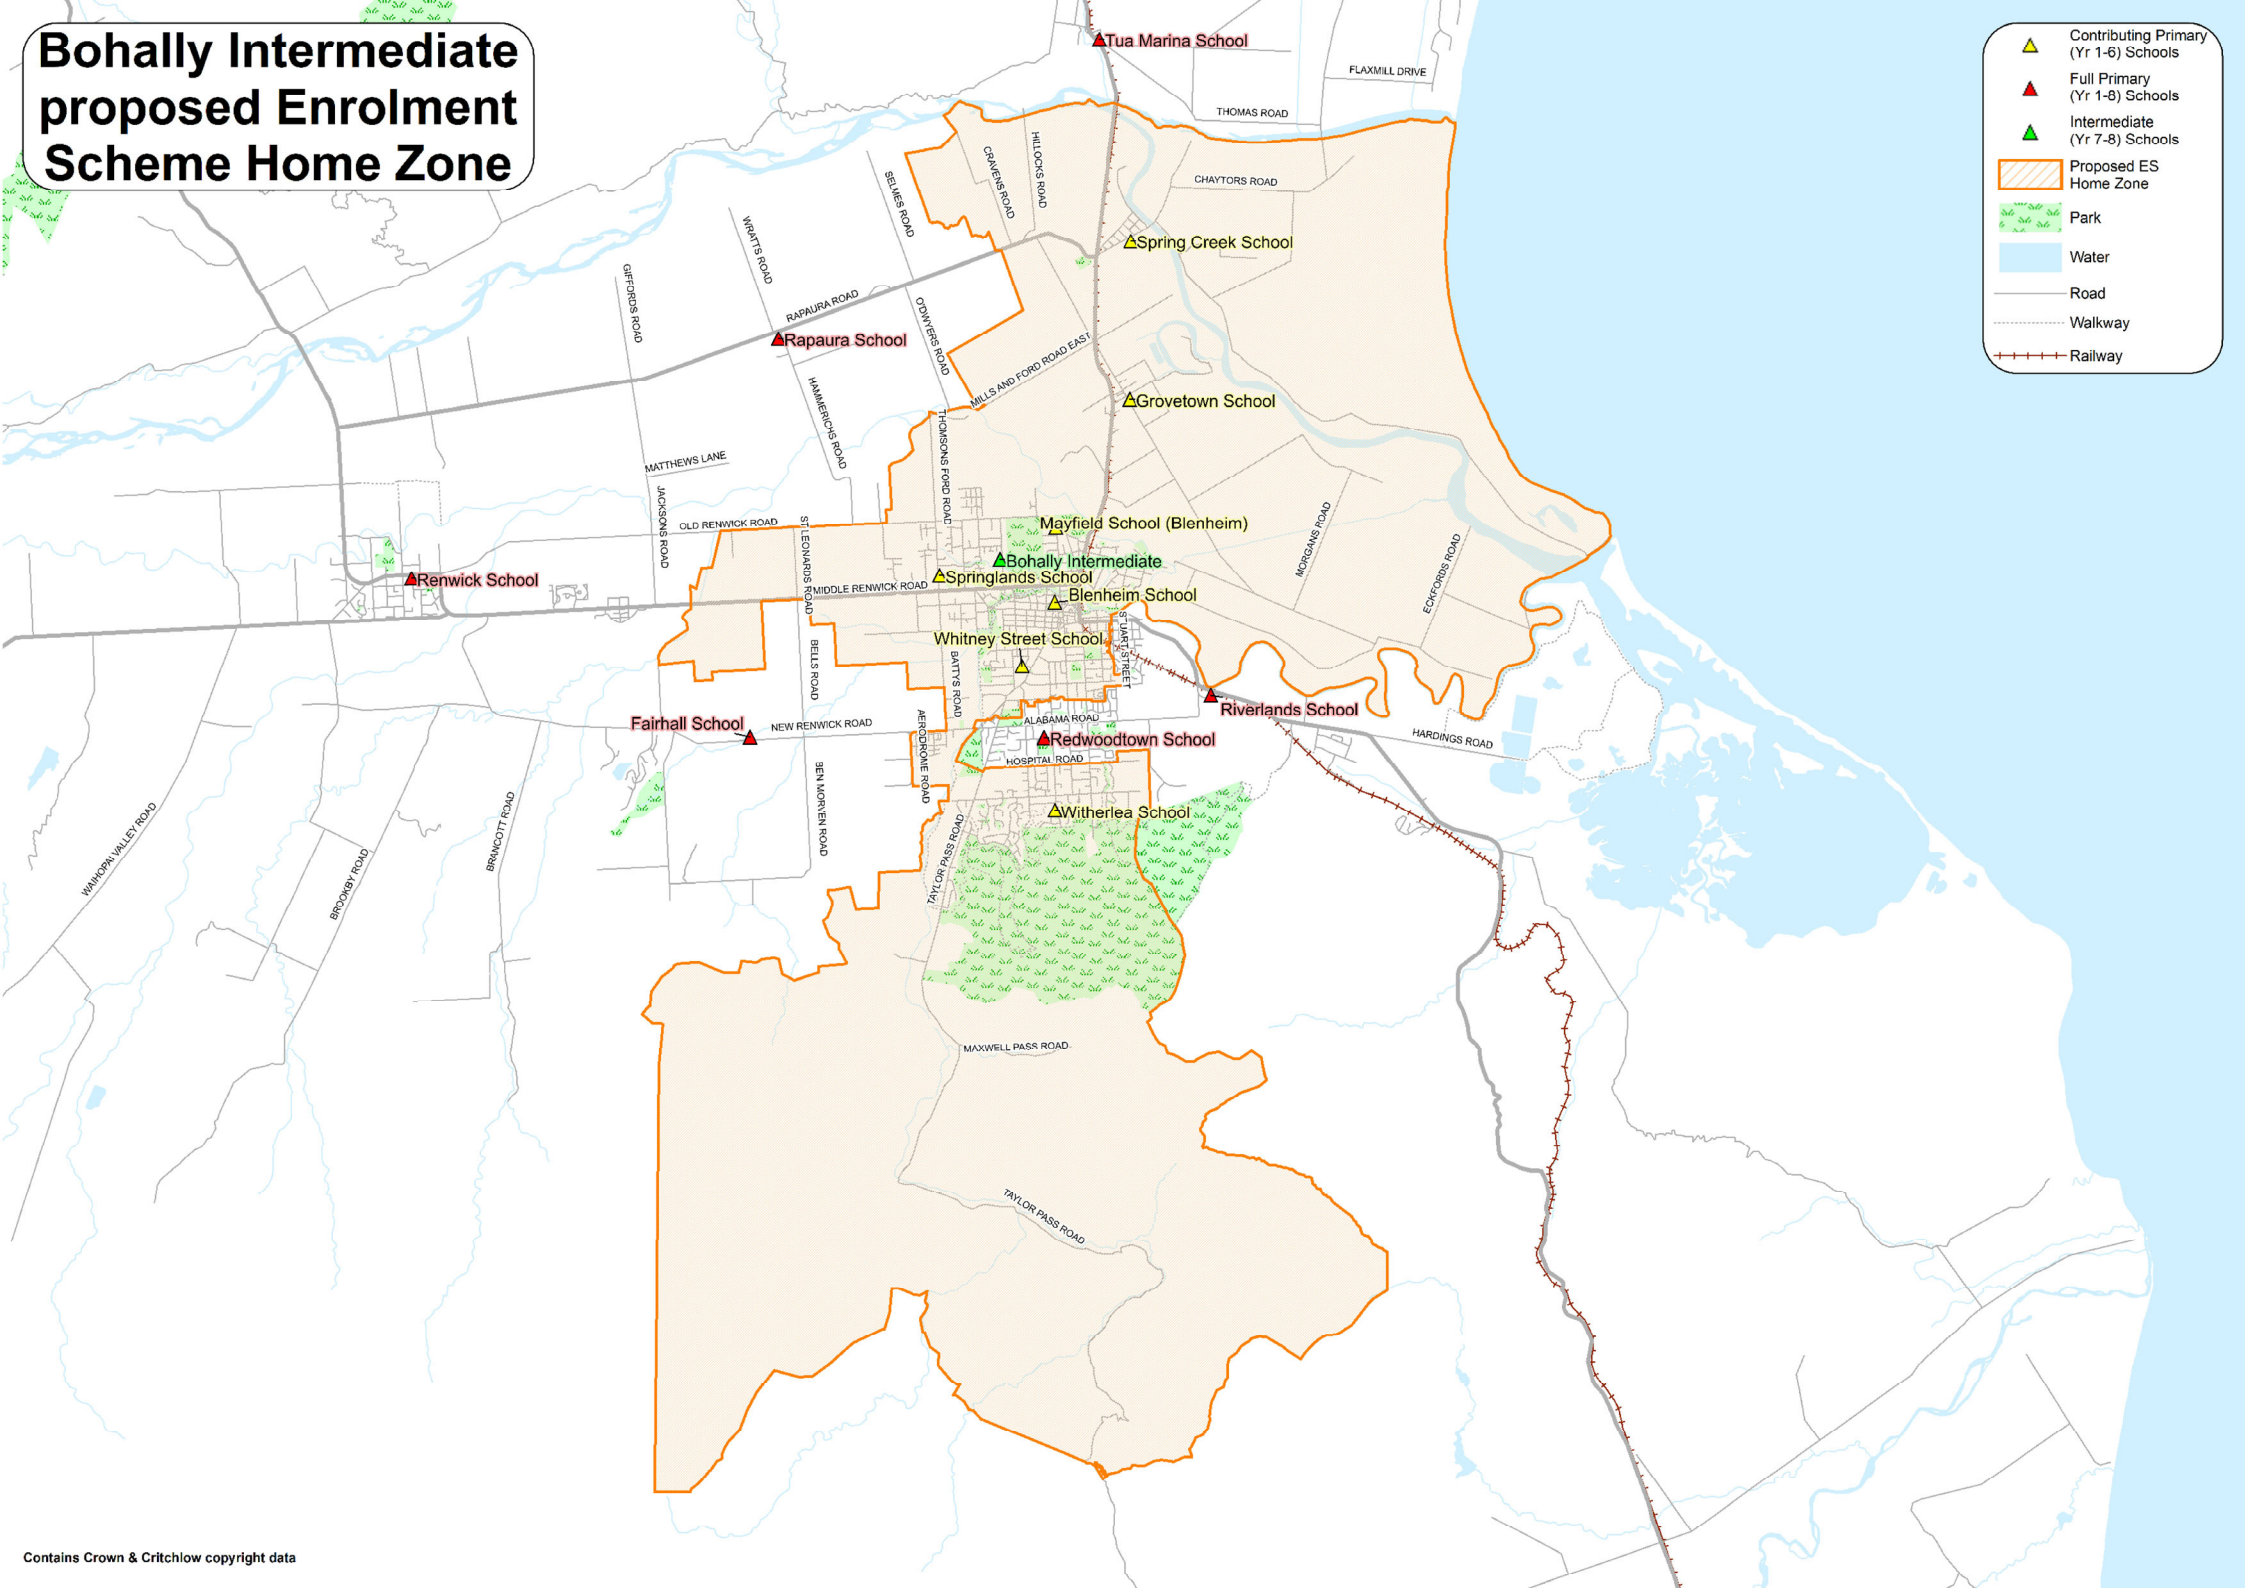 Bohally Intermediate
proposed Enrolment
Scheme Home Zone
Contributing Primary
(Yr 1-6) Schools
Full Primary
(Yr 1-8) Schools
Intermediate
(Yr 7-8) Schools
Proposed ES
Home Zone
Park
Water
Road
Walkway
Railway
Tua Marina School
FLAXMILL DRIVE
THOMAS ROAD
HILLOCKS ROAD
CRAVENS ROAD
CHAYTORS ROAD
SELMES ROAD
WRATTS ROAD
Spring Creek School
GIFFORDS ROAD
RAPAURA ROAD
O'DWYERS ROAD
Rapaura School
MILLS AND FORD ROAD EAST
HAMMERICHS ROAD
Grovetown School
THOMSONS FORD ROAD
MATTHEWS LANE
JACKSONS ROAD
OLD RENWICK ROAD
ST LEONARDS ROAD
Mayfield School (Blenheim)
MORGANS ROAD
ECKFORDS ROAD
Bohally Intermediate
Renwick School
Springlands School
MIDDLE RENWICK ROAD
Blenheim School
STUART STREET
Whitney Street School
BELLS ROAD
BATTYS ROAD
Riverlands School
Fairhall School
NEW RENWICK ROAD
AERODROME ROAD
ALABAMA ROAD
Redwoodtown School
HARDINGS ROAD
HOSPITAL ROAD
BEN MORVEN ROAD
WAIHOPAI VALLEY ROAD
BROOKBY ROAD
BRANCOTT ROAD
Witherlea School
TAYLOR PASS ROAD
MAXWELL PASS ROAD
TAYLOR PASS ROAD
Contains Crown & Critchlow copyright data